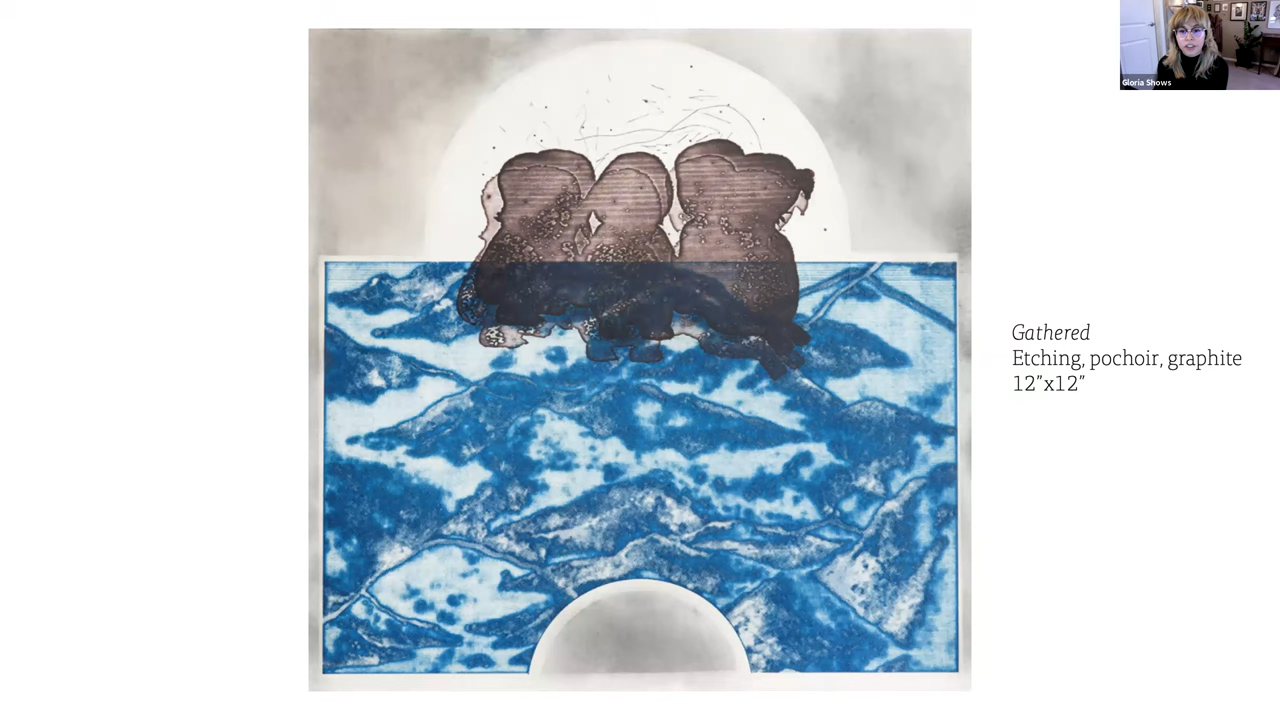 Gloria Shows
Gathered
Etching, pochoir, graphite
12”x12”